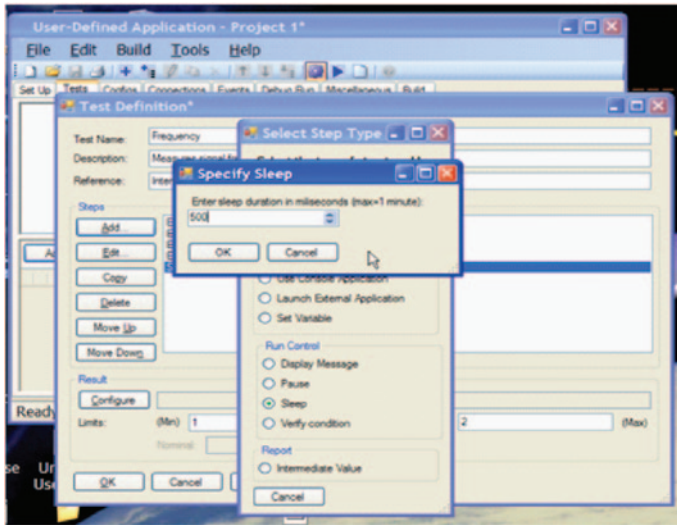 User-Defined Application - Project 1*
File Edit Build Tools Help
Set Up Tests Configs Connections Events Debug Run Miscellaneous Build
Test Definition*
Test Name: Frequency
Description: Measures signal
Reference:
Select Step Type
Specify Sleep
Enter sleep duration in miliseconds (max=1 minute):
500
OK Cancel
Steps
Add...
Edit...
Copy
Delete
Move Up
Move Down
Use Console Application
Launch External Application
Set Variable
Run Control
Display Message
Pause
Sleep
Verify condition
Report
Intermediate Value
Cancel
Result
Configure
Limits: (Min) 1 2 (Max)
Nominal:
OK Cancel
Ready